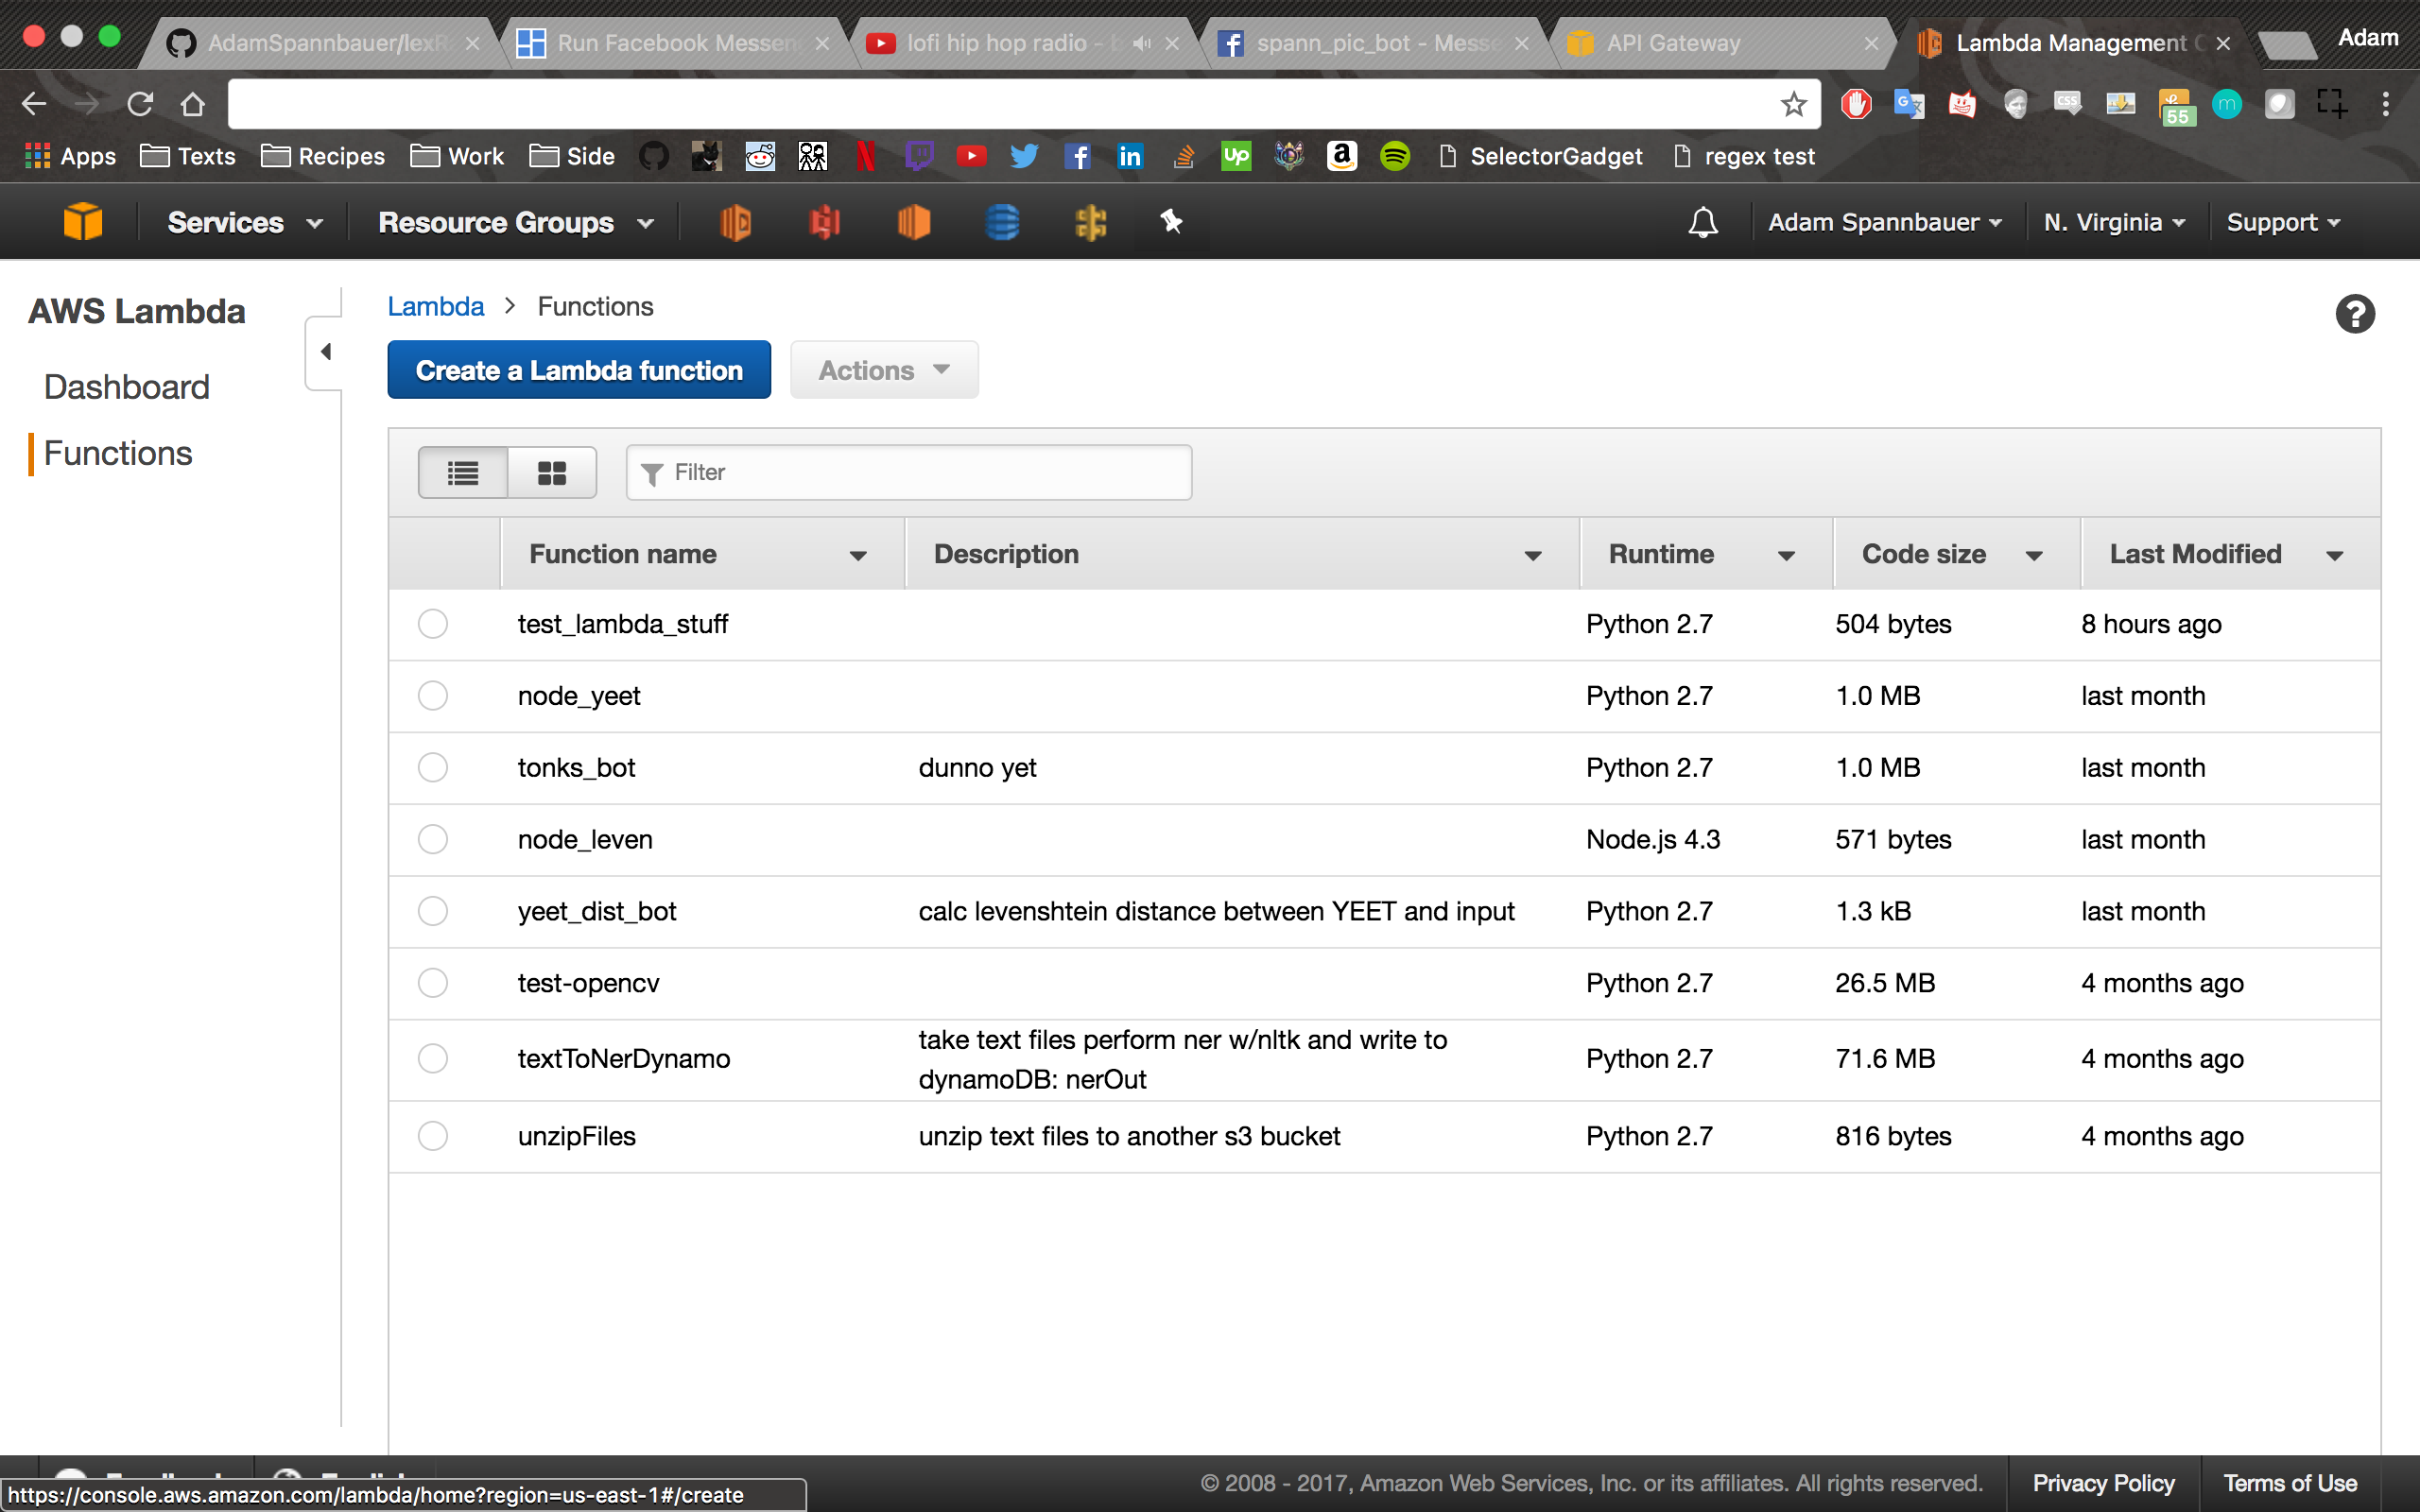 AdamSpannbauer/lexR
Run Facebook Messen
lofi hip hop radio - b
spann_pic_bot - Messe
API Gateway
Lambda Management C
Adam
Apps
Texts
Recipes
Work
Side
SelectorGadget
regex test
55
Services
Resource Groups
Adam Spannbauer
N. Virginia
Support
AWS Lambda
Dashboard
Functions
Lambda > Functions
Create a Lambda function
Actions
Filter
Function name Description Runtime Code size Last Modified
test_lambda_stuff Python 2.7 504 bytes 8 hours ago
node_yeet Python 2.7 1.0 MB last month
tonks_bot dunno yet Python 2.7 1.0 MB last month
node_leven Node.js 4.3 571 bytes last month
yeet_dist_bot calc levenshtein distance between YEET and input Python 2.7 1.3 kB last month
test-opencv Python 2.7 26.5 MB 4 months ago
textToNerDynamo take text files perform ner w/nltk and write to
dynamoDB: nerOut Python 2.7 71.6 MB 4 months ago
unzipFiles unzip text files to another s3 bucket Python 2.7 816 bytes 4 months ago
© 2008 - 2017, Amazon Web Services, Inc. or its affiliates. All rights reserved. Privacy Policy Terms of Use
https://console.aws.amazon.com/lambda/home?region=us-east-1#/create